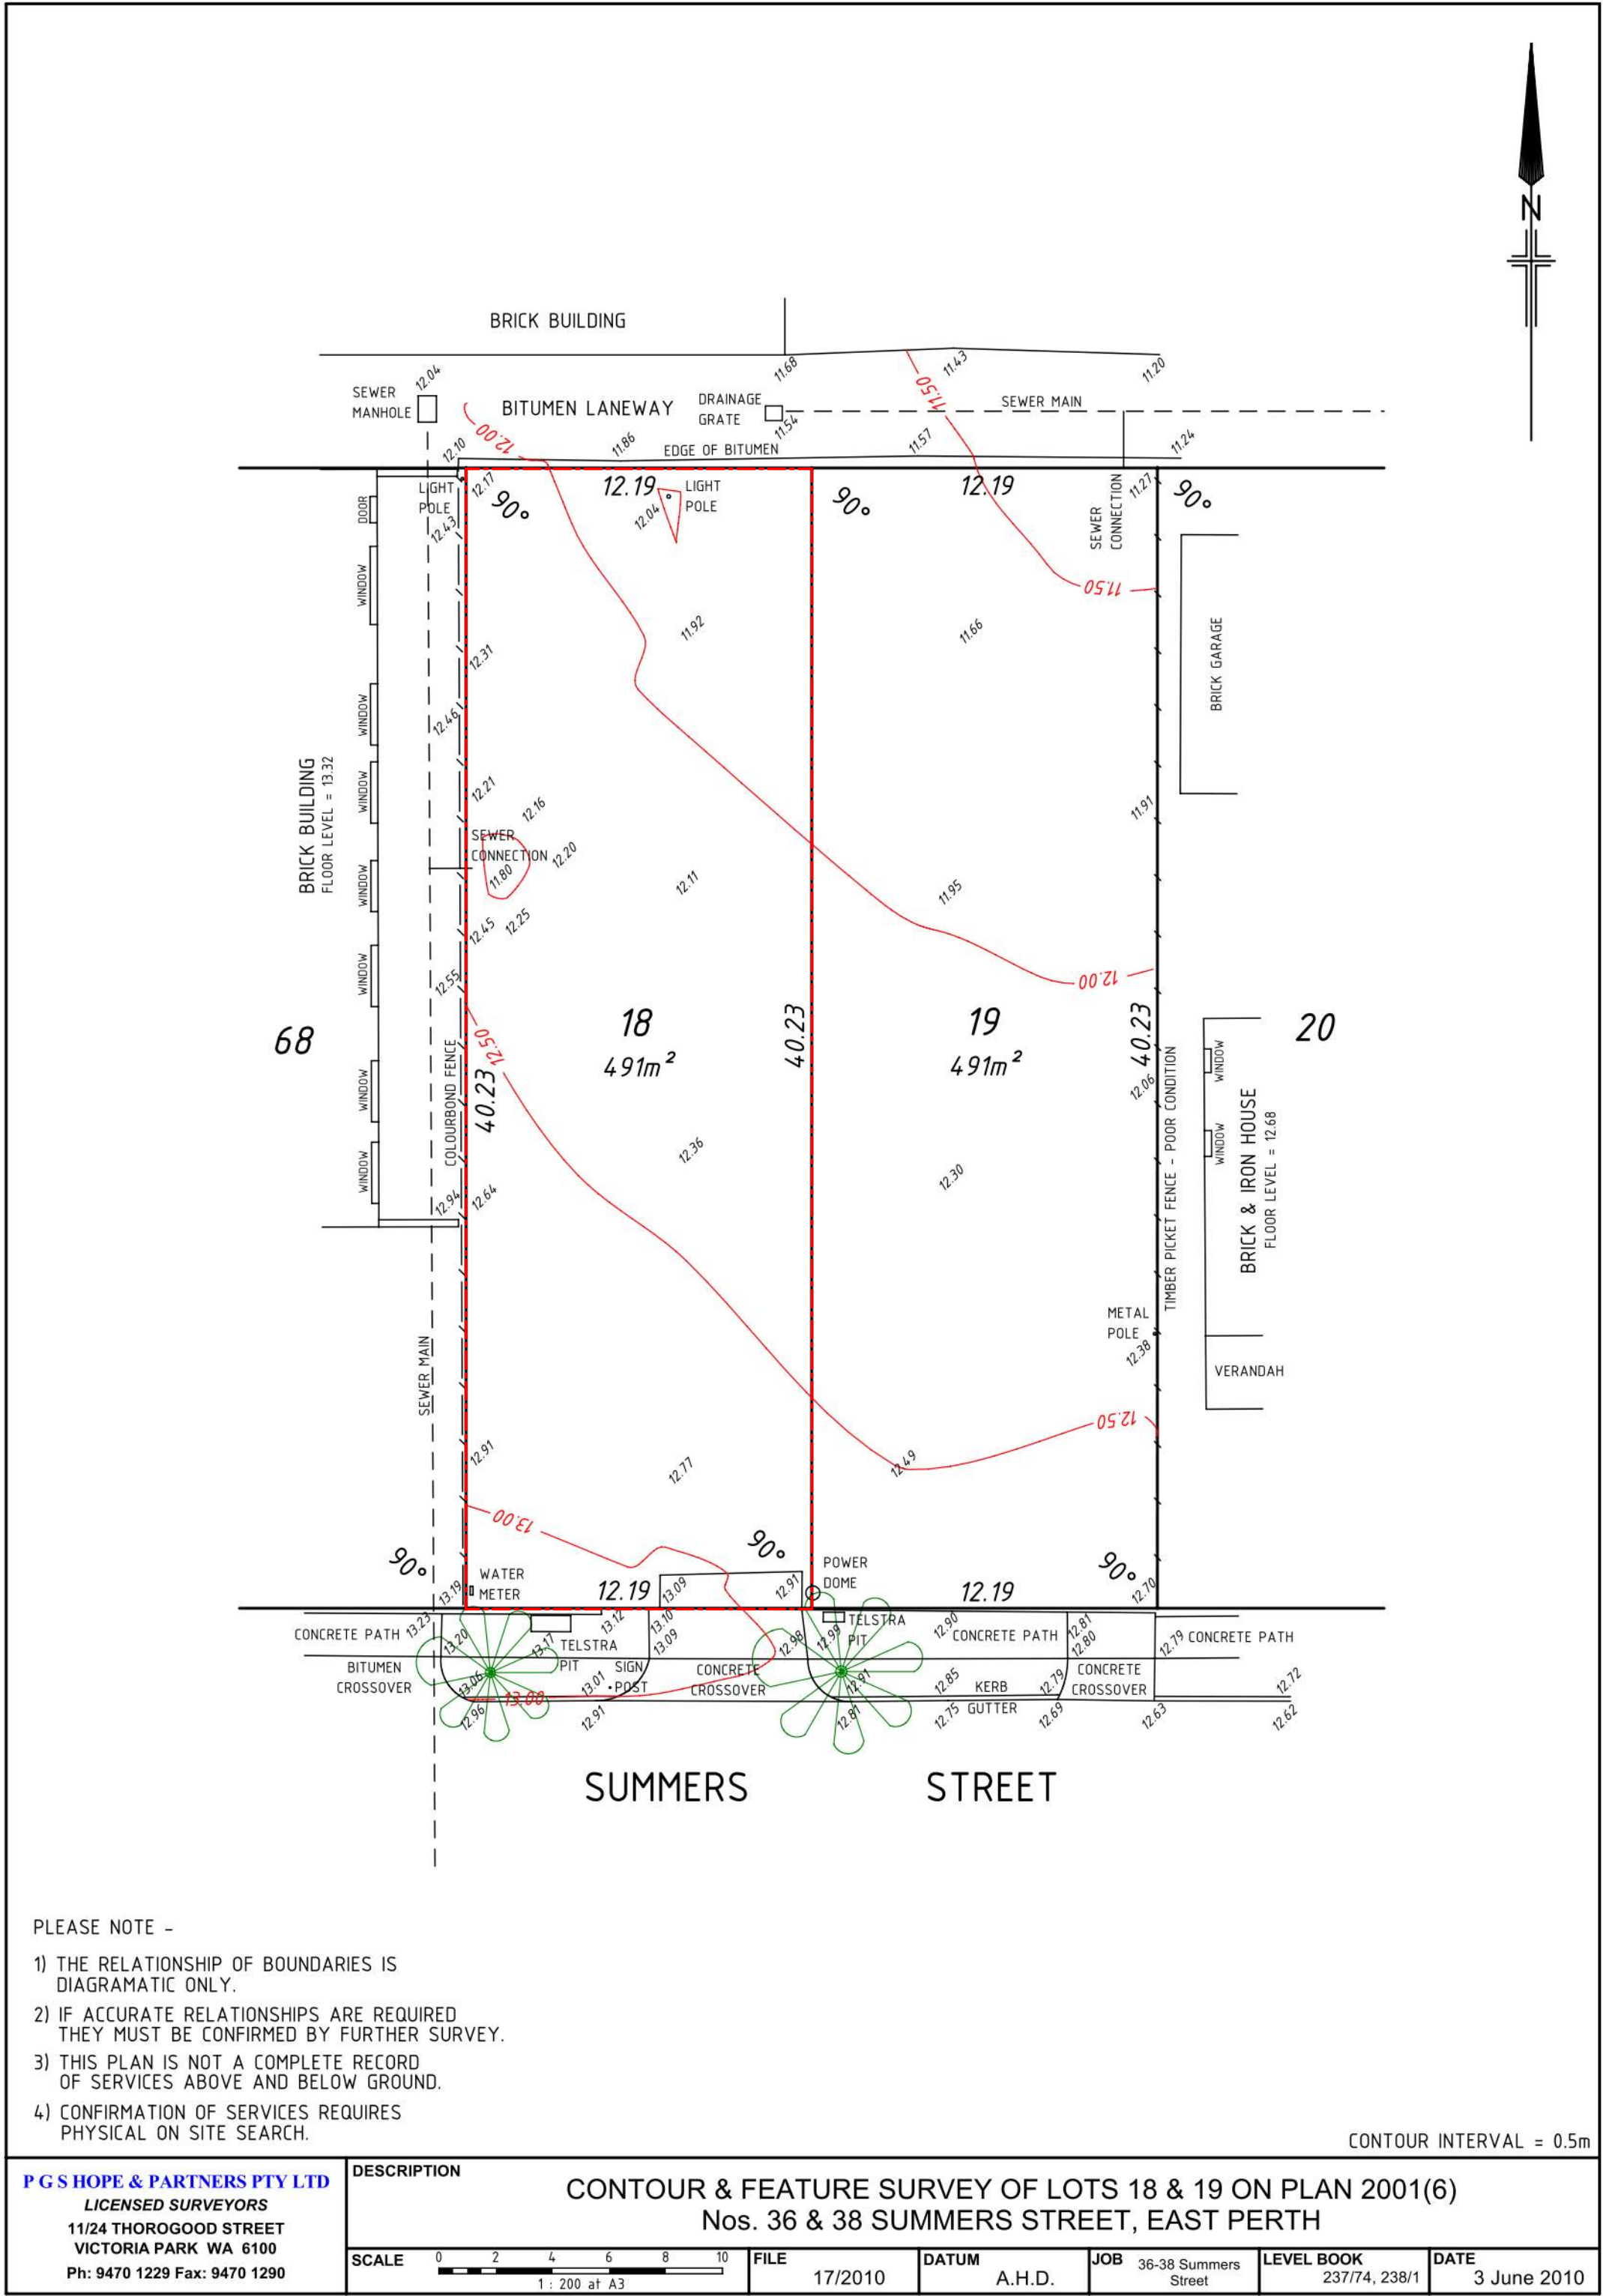 N
BRICK BUILDING
12.04
11.68
11.50
11.43
11.20
SEWER
MANHOLE
12.00
BITUMEN LANEWAY
DRAINAGE
GRATE
SEWER MAIN
12.10
11.86
EDGE OF BITUMEN
11.54
11.57
11.24
LIGHT
POLE
12.17
90°
12.19
LIGHT
POLE
12.04
90°
12.19
SEWER
CONNECTION
11.27
90°
DOOR
12.43
WINDOW
11.50
11.92
11.66
BRICK GARAGE
12.31
WINDOW
12.46
BRICK BUILDING
FLOOR LEVEL = 13.32
WINDOW
12.21
12.16
11.91
SEWER
CONNECTION
12.20
11.80
WINDOW
12.11
11.95
12.45
12.25
WINDOW
12.55
12.00
68
18
491m²
40.23
19
491m²
40.23
20
12.50
40.23
COLOURBOND FENCE
WINDOW
12.06
TIMBER PICKET FENCE - POOR CONDITION
WINDOW
WINDOW
BRICK & IRON HOUSE
FLOOR LEVEL = 12.68
WINDOW
12.36
12.30
12.94
12.64
METAL
POLE
12.38
VERANDAH
SEWER MAIN
12.50
12.91
12.77
12.49
13.00
90°
90°
90°
WATER
METER
13.19
12.19
13.09
12.91
POWER
DOME
12.19
12.70
CONCRETE PATH
13.23
13.20
13.17
TELSTRA
PIT
13.12
13.10
13.09
12.98
12.99
TELSTRA
PIT
12.90
CONCRETE PATH
12.81
12.80
12.79
CONCRETE PATH
BITUMEN
CROSSOVER
13.06
13.00
13.01
SIGN
POST
CONCRETE
CROSSOVER
12.91
12.85
KERB
12.79
CONCRETE
CROSSOVER
12.72
12.96
12.91
12.81
12.75
GUTTER
12.69
12.63
12.62
SUMMERS STREET
PLEASE NOTE -
1) THE RELATIONSHIP OF BOUNDARIES IS
DIAGRAMATIC ONLY.
2) IF ACCURATE RELATIONSHIPS ARE REQUIRED
THEY MUST BE CONFIRMED BY FURTHER SURVEY.
3) THIS PLAN IS NOT A COMPLETE RECORD
OF SERVICES ABOVE AND BELOW GROUND.
4) CONFIRMATION OF SERVICES REQUIRES
PHYSICAL ON SITE SEARCH.
CONTOUR INTERVAL = 0.5m
P G S HOPE & PARTNERS PTY LTD
LICENSED SURVEYORS
11/24 THOROGOOD STREET
VICTORIA PARK WA 6100
Ph: 9470 1229 Fax: 9470 1290
DESCRIPTION
CONTOUR & FEATURE SURVEY OF LOTS 18 & 19 ON PLAN 2001(6)
Nos. 36 & 38 SUMMERS STREET, EAST PERTH
SCALE
0 2 4 6 8 10
1 : 200 at A3
FILE
17/2010
DATUM
A.H.D.
JOB
36-38 Summers
Street
LEVEL BOOK
237/74, 238/1
DATE
3 June 2010